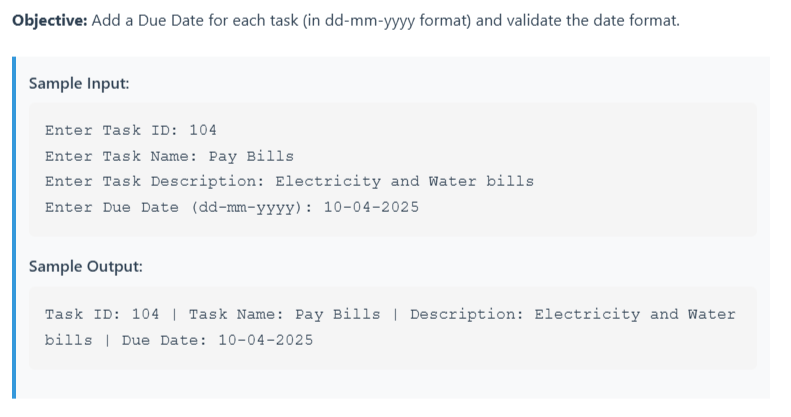 Objective: Add a Due Date for each task (in dd-mm-yyyy format) and validate the date format.
Sample Input:
Enter Task ID: 104
Enter Task Name: Pay Bills
Enter Task Description: Electricity and Water bills
Enter Due Date (dd-mm-yyyy): 10-04-2025
Sample Output:
Task ID: 104 | Task Name: Pay Bills | Description: Electricity and Water
bills | Due Date: 10-04-2025